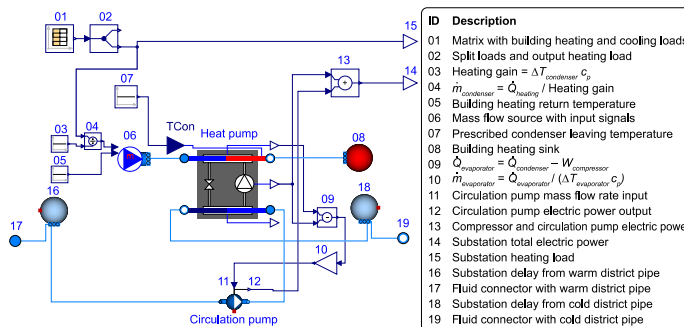 01
02
15
13
14
07
TCon
Heat pump
03
04
06
05
08
16
18
09
10
17
19
11
12
Circulation pump
ID Description
01 Matrix with building heating and cooling loads
02 Split loads and output heating load
03 Heating gain = ΔT_condenser c_p
04 ṁ_condenser = Q̇_heating / Heating gain
05 Building heating return temperature
06 Mass flow source with input signals
07 Prescribed condenser leaving temperature
08 Building heating sink
09 Q̇_evaporator = Q̇_condenser - W_compressor
10 ṁ_evaporator = Q̇_evaporator / (ΔT_evaporator c_p)
11 Circulation pump mass flow rate input
12 Circulation pump electric power output
13 Compressor and circulation pump electric power
14 Substation total electric power
15 Substation heating load
16 Substation delay from warm district pipe
17 Fluid connector with warm district pipe
18 Substation delay from cold district pipe
19 Fluid connector with cold district pipe